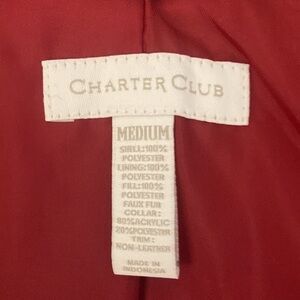 CHARTER CLUB
MEDIUM
SHELL:100%
POLYESTER
LINING:100%
POLYESTER
FILL:100%
POLYESTER
FAUX FUR
COLLAR:
80%ACRYLIC
20%POLYESTER
TRIM:
NON-LEATHER
MADE IN
INDONESIA